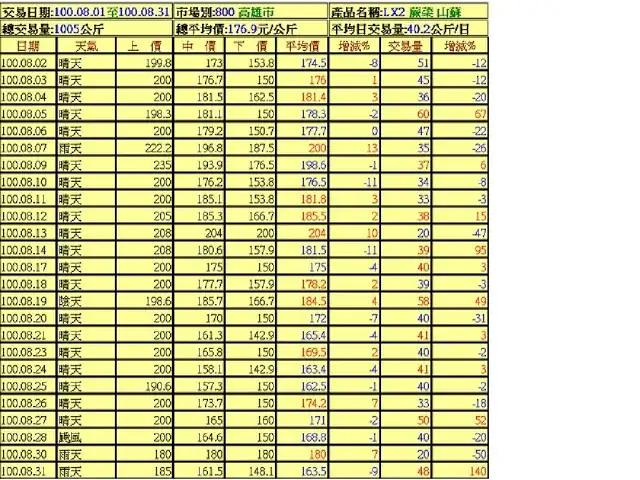 交易日期:100.08.01至100.08.31 市場別:800 高雄市 產品名稱:LX2 蕨菜 山蘇
總交易量:1005公斤 總平均價:176.9元/公斤 平均日交易量:40.2公斤/日
日期 天氣 上 價 中 價 下 價 平均價 增減% 交易量 增減%
100.08.02 晴天 199.8 173 153.8 174.5 -8 51 -12
100.08.03 晴天 200 176.7 150 176 1 45 -12
100.08.04 晴天 200 181.5 162.5 181.4 3 36 -20
100.08.05 晴天 198.3 181.1 150 178.3 -2 60 67
100.08.06 晴天 200 179.2 150.7 177.7 0 47 -22
100.08.07 雨天 222.2 196.8 187.5 200 13 35 -26
100.08.09 晴天 235 193.9 176.5 198.6 -1 37 6
100.08.10 晴天 200 176.2 153.8 176.5 -11 34 -8
100.08.11 晴天 200 185.1 153.8 181.8 3 33 -3
100.08.12 晴天 205 185.3 166.7 185.5 2 38 15
100.08.13 晴天 208 204 200 204 10 20 -47
100.08.14 晴天 208 180.6 157.9 181.5 -11 39 95
100.08.17 晴天 200 175 150 175 -4 40 3
100.08.18 晴天 200 177.7 157.9 178.2 2 39 -3
100.08.19 陰天 198.6 185.7 166.7 184.5 4 58 49
100.08.20 晴天 200 170 150 172 -7 40 -31
100.08.21 晴天 200 161.3 142.9 165.4 -4 41 3
100.08.23 晴天 200 165.8 150 169.5 2 40 -2
100.08.24 晴天 200 158.1 142.9 163.4 -4 41 3
100.08.25 晴天 190.6 157.3 150 162.5 -1 40 -2
100.08.26 晴天 200 173.7 150 174.2 7 33 -18
100.08.27 晴天 200 165 160 171 -2 50 52
100.08.28 颱風 200 164.6 150 168.8 -1 40 -20
100.08.30 雨天 180 180 180 180 7 20 -50
100.08.31 雨天 185 161.5 148.1 163.5 -9 48 140